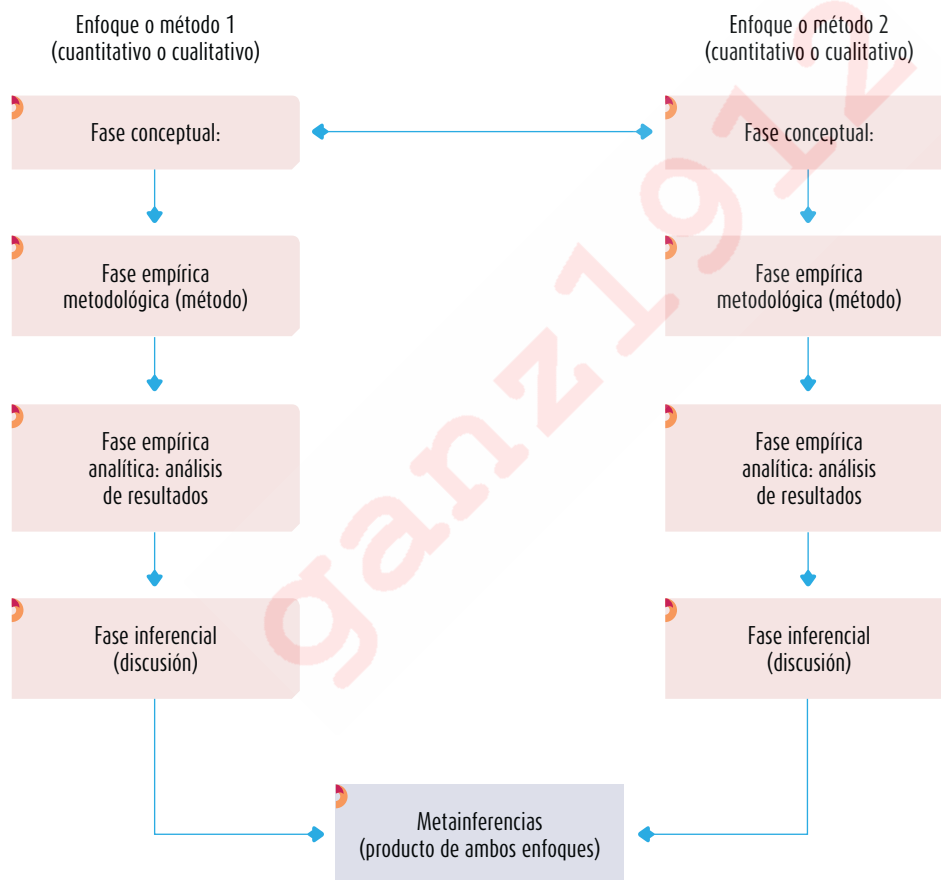 Enfoque o método 1
(cuantitativo o cualitativo)
Fase conceptual:
Fase empírica
metodológica (método)
Fase empírica
analítica: análisis
de resultados
Fase inferencial
(discusión)
Enfoque o método 2
(cuantitativo o cualitativo)
Fase conceptual:
Fase empírica
metodológica (método)
Fase empírica
analítica: análisis
de resultados
Fase inferencial
(discusión)
Metainferencias
(producto de ambos enfoques)
ganz1912